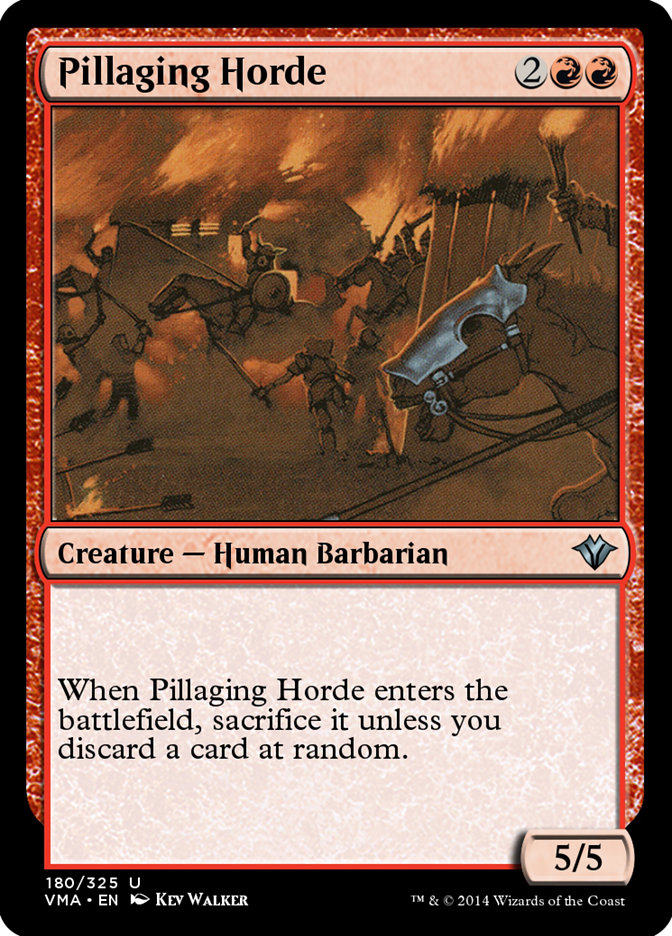 Pillaging Horde 2
Creature — Human Barbarian
When Pillaging Horde enters the
battlefield, sacrifice it unless you
discard a card at random.
5/5
180/325 U
VMA • EN Kev Walker
™ & © 2014 Wizards of the Coast